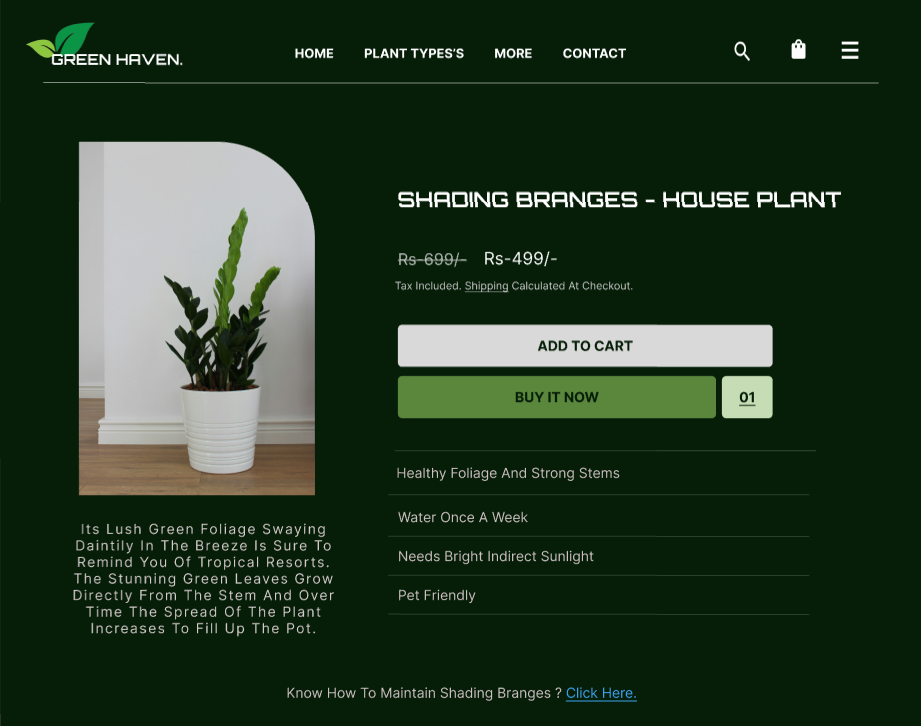 GREEN HAVEN.
HOME PLANT TYPES'S MORE CONTACT
SHADING BRANGES - HOUSE PLANT
Rs-699/- Rs-499/-
Tax Included. Shipping Calculated At Checkout.
ADD TO CART
BUY IT NOW 01
Healthy Foliage And Strong Stems
Water Once A Week
Needs Bright Indirect Sunlight
Pet Friendly
Its Lush Green Foliage Swaying
Daintily In The Breeze Is Sure To
Remind You Of Tropical Resorts.
The Stunning Green Leaves Grow
Directly From The Stem And Over
Time The Spread Of The Plant
Increases To Fill Up The Pot.
Know How To Maintain Shading Branges ? Click Here.